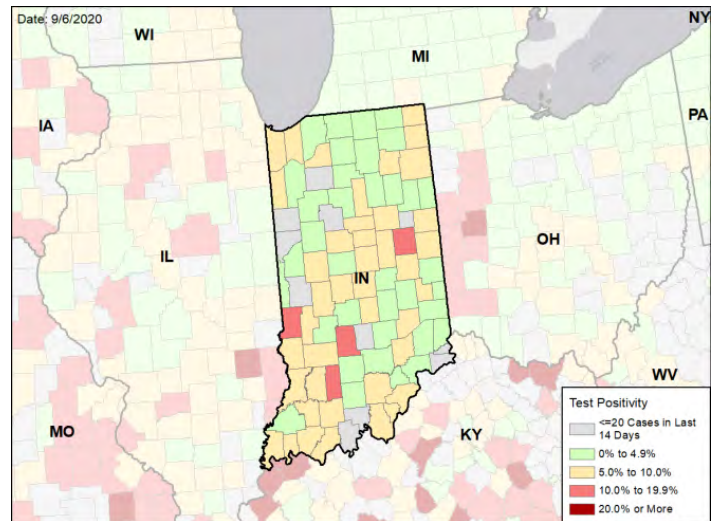 Date: 9/6/2020
WI
MI
NY
IA
PA
IL
IN
OH
MO
KY
WV
Test Positivity
<=20 Cases in Last
14 Days
0% to 4.9%
5.0% to 10.0%
10.0% to 19.9%
20.0% or More